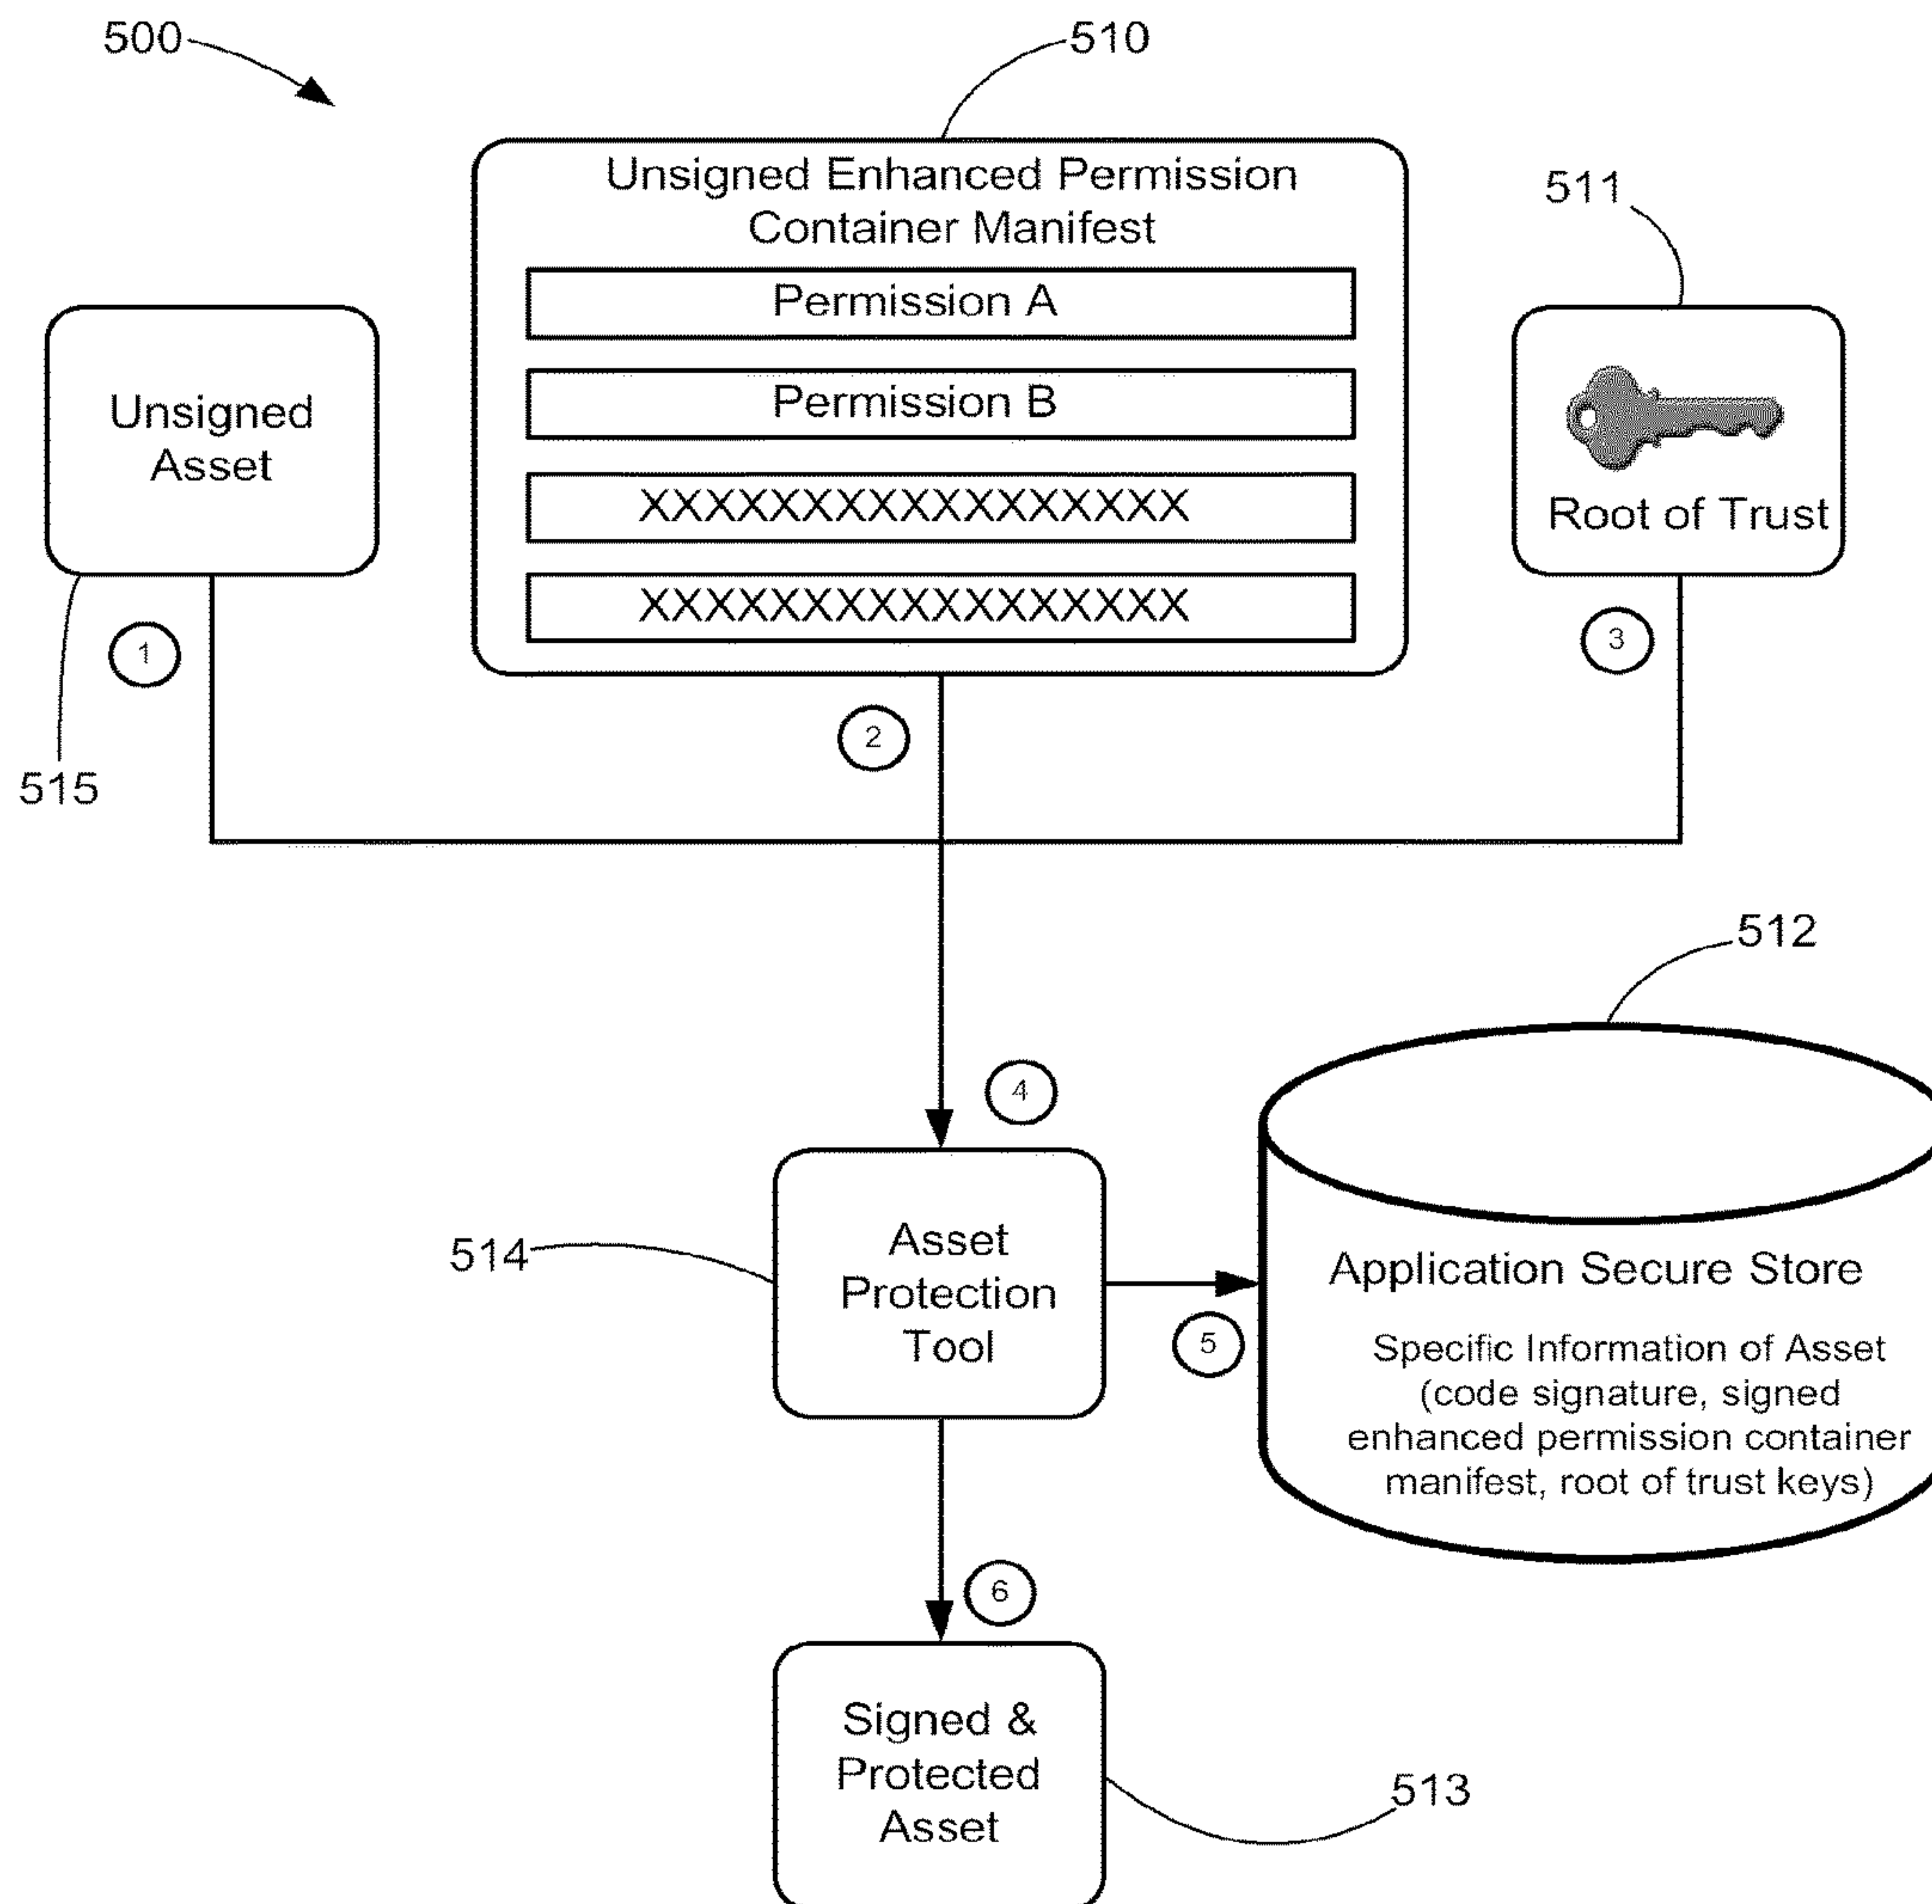 500
510
Unsigned Enhanced Permission
Container Manifest
511
Permission A
Unsigned
Asset
Permission B
XXXXXXXXXXXXXXXXX
Root of Trust
XXXXXXXXXXXXXXXXX
1
3
2
515
512
4
Asset
Protection
Tool
514
5
Application Secure Store
Specific Information of Asset
(code signature, signed
enhanced permission container
manifest, root of trust keys)
6
Signed &
Protected
Asset
513